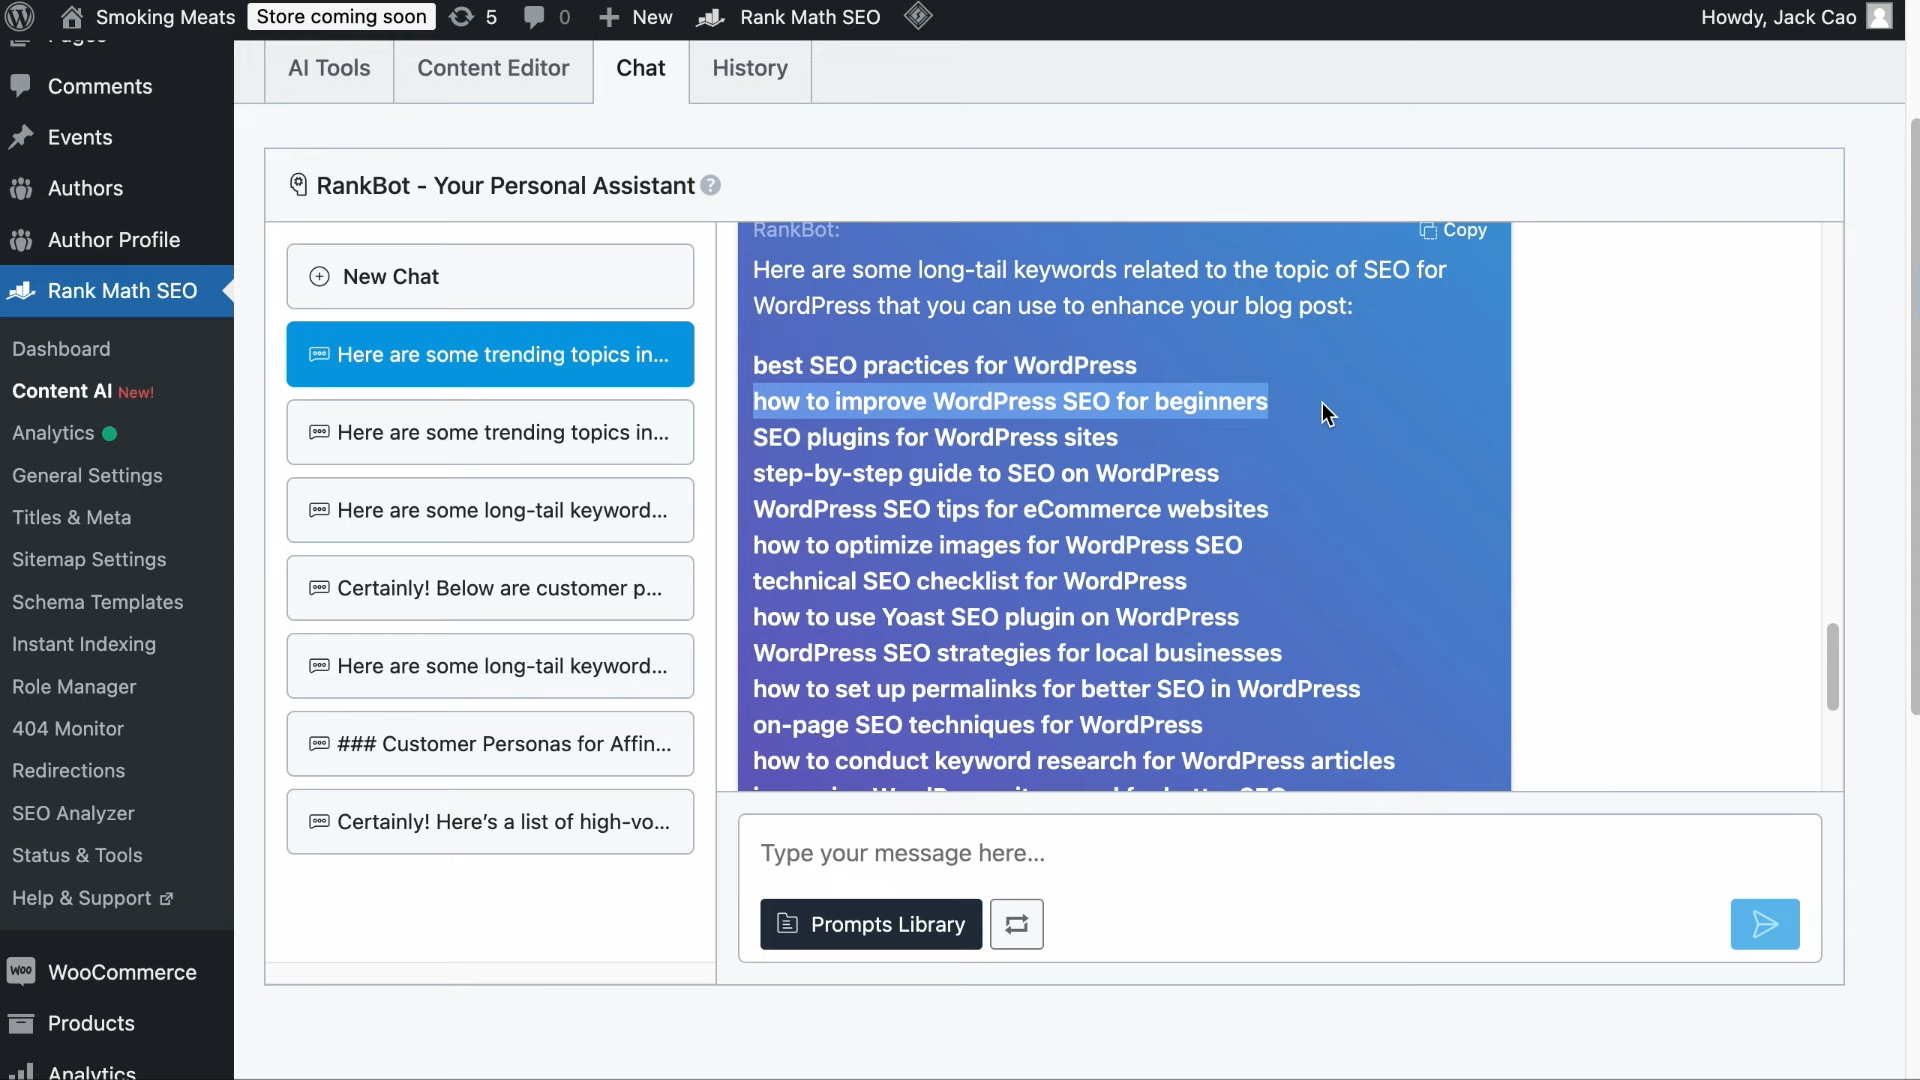 Smoking Meats Store coming soon 5 0 New Rank Math SEO Howdy, Jack Cao
Pages
Comments
Events
Authors
Author Profile
Rank Math SEO
Dashboard
Content AI New!
Analytics
General Settings
Titles & Meta
Sitemap Settings
Schema Templates
Instant Indexing
Role Manager
404 Monitor
Redirections
SEO Analyzer
Status & Tools
Help & Support
WOO WooCommerce
Products
Analytics
AI Tools Content Editor Chat History
RankBot - Your Personal Assistant ?
New Chat
Here are some trending topics in...
Here are some trending topics in...
Here are some long-tail keyword...
Certainly! Below are customer p...
Here are some long-tail keyword...
### Customer Personas for Affin...
Certainly! Here's a list of high-vo...
RankBot: Copy
Here are some long-tail keywords related to the topic of SEO for
WordPress that you can use to enhance your blog post:
best SEO practices for WordPress
how to improve WordPress SEO for beginners
SEO plugins for WordPress sites
step-by-step guide to SEO on WordPress
WordPress SEO tips for eCommerce websites
how to optimize images for WordPress SEO
technical SEO checklist for WordPress
how to use Yoast SEO plugin on WordPress
WordPress SEO strategies for local businesses
how to set up permalinks for better SEO in WordPress
on-page SEO techniques for WordPress
how to conduct keyword research for WordPress articles
Type your message here...
Prompts Library